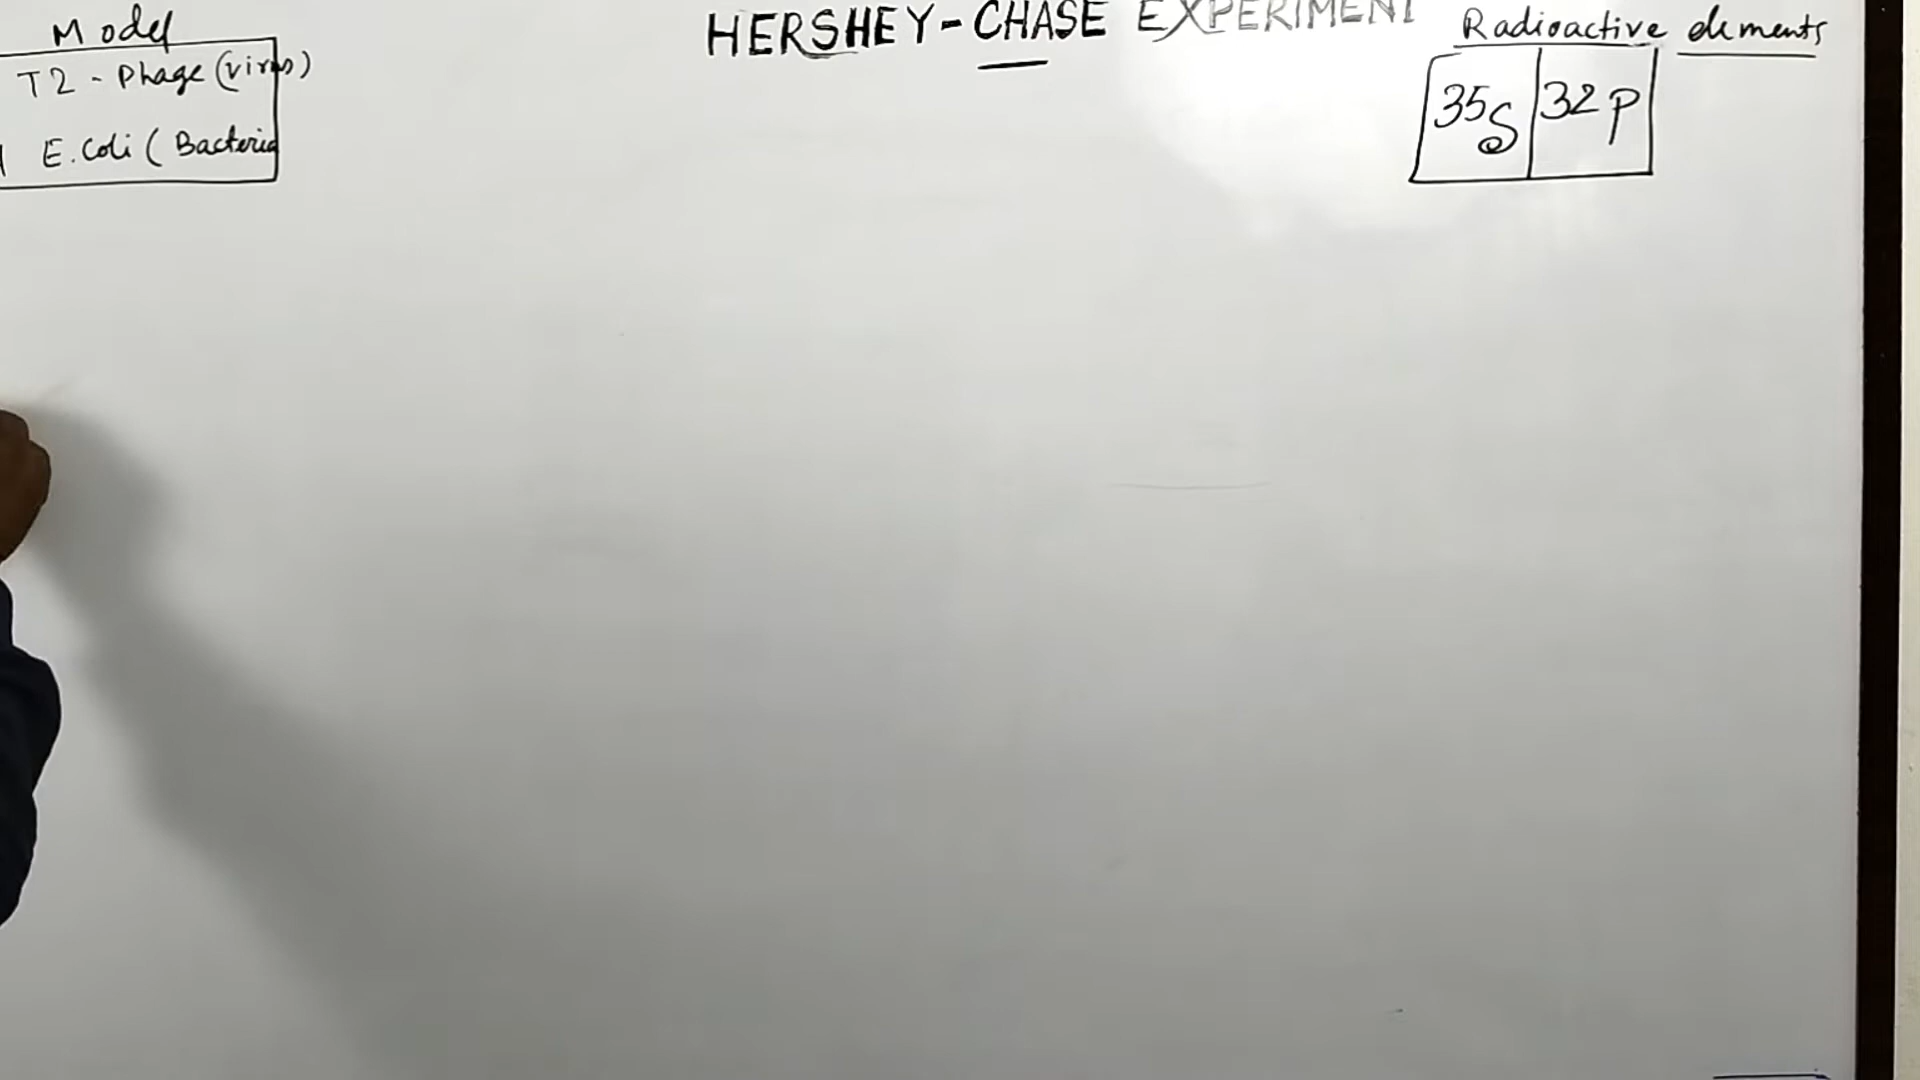 HERSHEY-CHASE EXPERIMENT
Model
T2 - Phage (virus)
E.Coli ( Bacteria
Radioactive elements
35S 32P